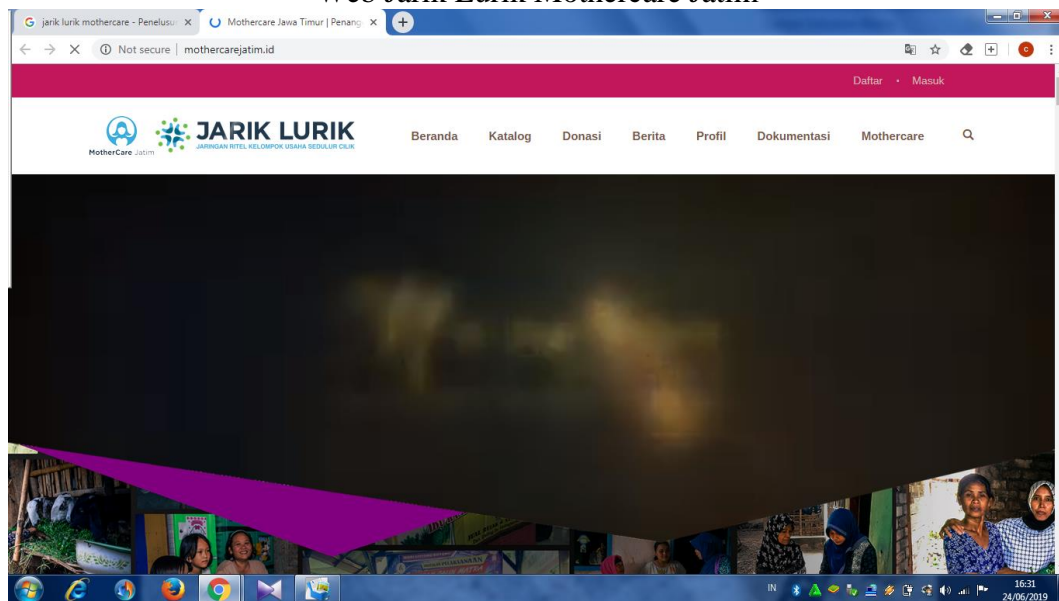 Web Jarik Lurik Mothercare Jatim
jarik lurik mothercare - Penelusu
Mothercare Jawa Timur | Penang
Not secure | mothercarejatim.id
Daftar · Masuk
MotherCare Jatim
JARIK LURIK
JARINGAN RITEL KELOMPOK USAHA SEDULUR CILIK
Beranda Katalog Donasi Berita Profil Dokumentasi Mothercare
IN
16:31
24/06/2019